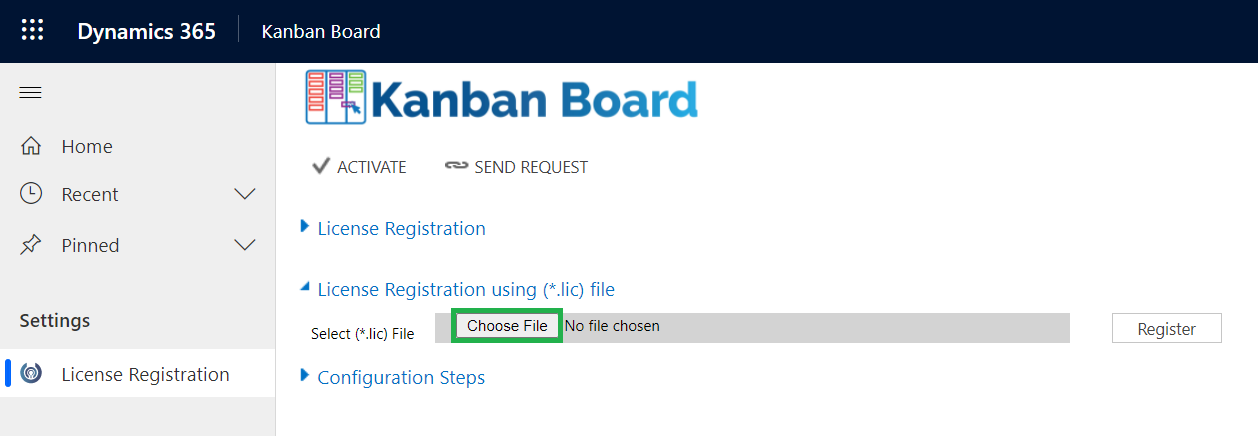 Dynamics 365 Kanban Board
Kanban Board
ACTIVATE SEND REQUEST
Home
Recent
Pinned
License Registration
License Registration using (*.lic) file
Settings
Select (*.lic) File Choose File No file chosen Register
License Registration
Configuration Steps